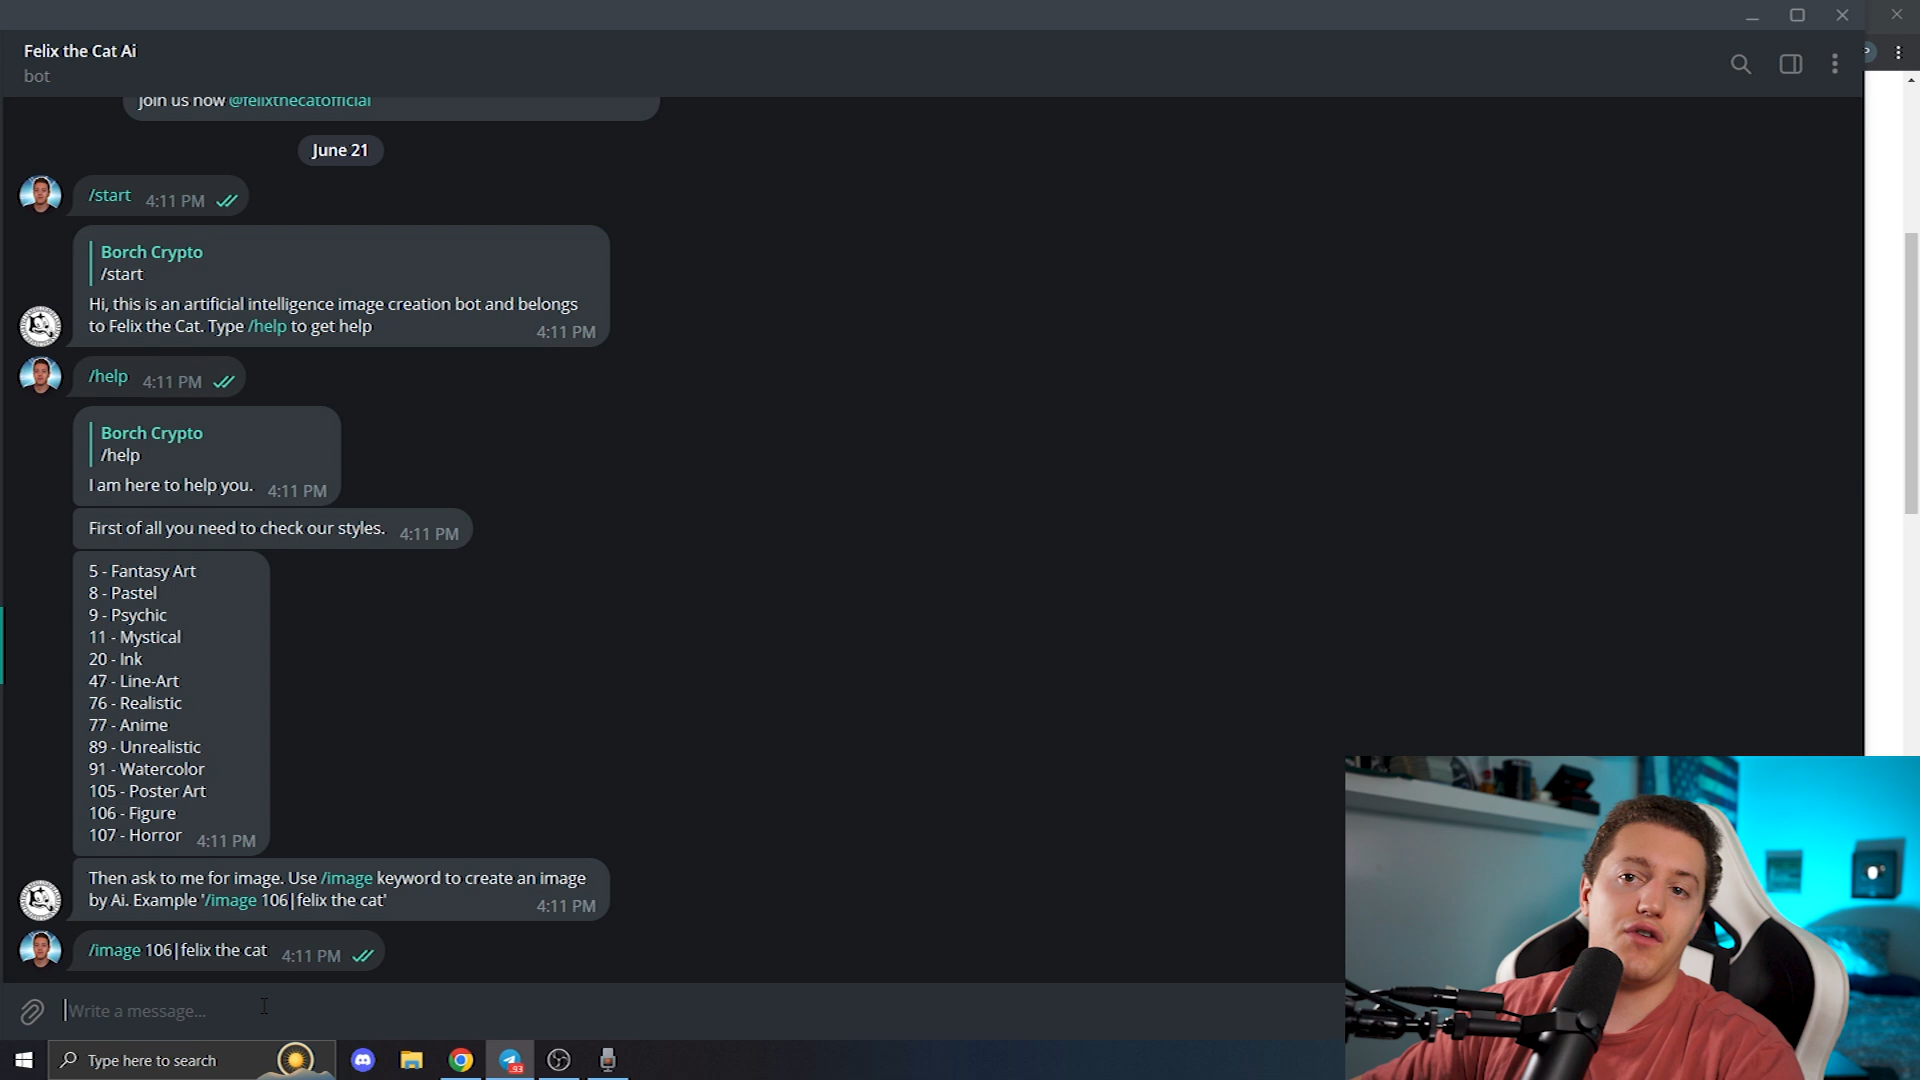 Felix the Cat Ai
bot
join us now @felixthecatofficial
June 21
/start 4:11 PM
Borch Crypto
/start
Hi, this is an artificial intelligence image creation bot and belongs
to Felix the Cat. Type /help to get help 4:11 PM
/help 4:11 PM
Borch Crypto
/help
I am here to help you. 4:11 PM
First of all you need to check our styles. 4:11 PM
5 - Fantasy Art
8 - Pastel
9 - Psychic
11 - Mystical
20 - Ink
47 - Line-Art
76 - Realistic
77 - Anime
89 - Unrealistic
91 - Watercolor
105 - Poster Art
106 - Figure
107 - Horror 4:11 PM
Then ask to me for image. Use /image keyword to create an image
by Ai. Example '/image 106|felix the cat' 4:11 PM
/image 106|felix the cat 4:11 PM
Write a message...
Type here to search
93